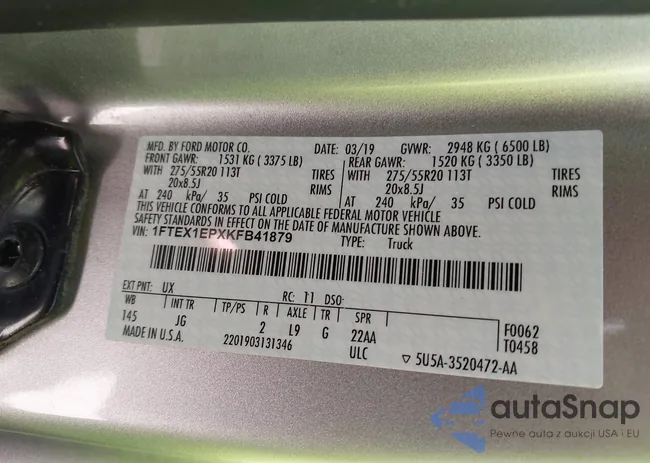 MFD. BY FORD MOTOR CO. DATE: 03/19 GVWR: 2948 KG ( 6500 LB)
FRONT GAWR: 1531 KG ( 3375 LB) REAR GAWR: 1520 KG ( 3350 LB)
WITH 275/55R20 113T TIRES WITH 275/55R20 113T TIRES
20x8.5J RIMS 20x8.5J RIMS
AT 240 kPa/ 35 PSI COLD AT 240 kPa/ 35 PSI COLD
THIS VEHICLE CONFORMS TO ALL APPLICABLE FEDERAL MOTOR VEHICLE
SAFETY STANDARDS IN EFFECT ON THE DATE OF MANUFACTURE SHOWN ABOVE.
VIN: 1FTEX1EPXKFB41879 TYPE: Truck
EXT PNT: UX RC: 11 DSO:
WB INT TR TP/PS R AXLE TR SPR F0062
145 JG 2 L9 G 22AA T0458
MADE IN U.S.A. 2201903131346 ULC ▽ 5U5A-3520472-AA
autaSnap
Pewne auta z aukcji USA i EU